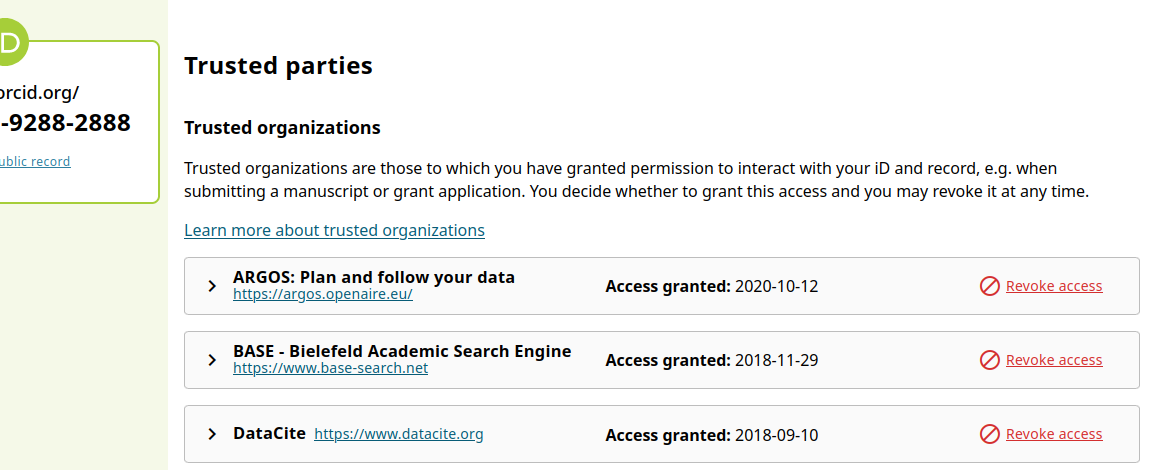 D
orcid.org/
-9288-2888
ublic record
Trusted parties
Trusted organizations
Trusted organizations are those to which you have granted permission to interact with your iD and record, e.g. when
submitting a manuscript or grant application. You decide whether to grant this access and you may revoke it at any time.
Learn more about trusted organizations
ARGOS: Plan and follow your data
https://argos.openaire.eu/
Access granted: 2020-10-12
Revoke access
BASE - Bielefeld Academic Search Engine
https://www.base-search.net
Access granted: 2018-11-29
Revoke access
DataCite https://www.datacite.org
Access granted: 2018-09-10
Revoke access